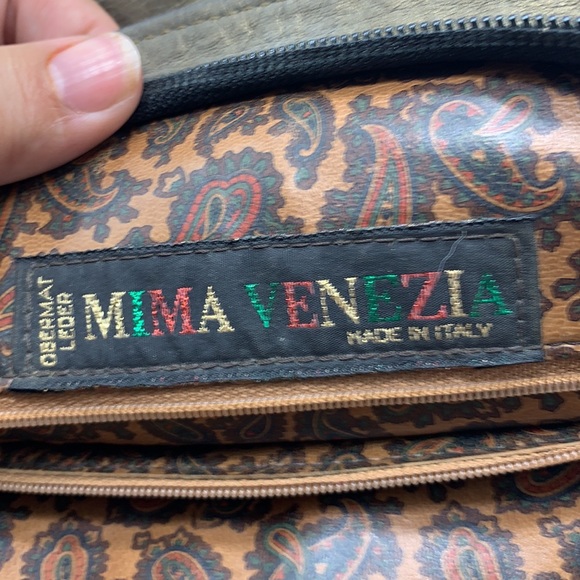 OBERMAT
LEDER
MIMA VENEZIA
MADE IN ITALY